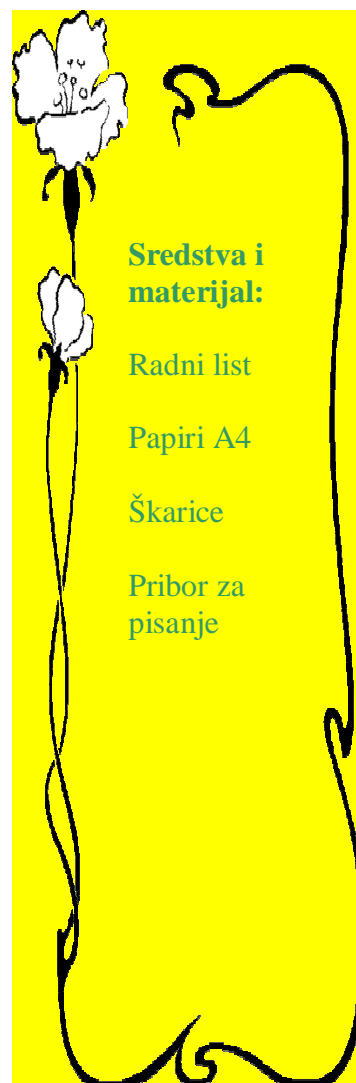 Sredstva i
materijal:
Radni list
Papiri A4
Škarice
Pribor za
pisanje